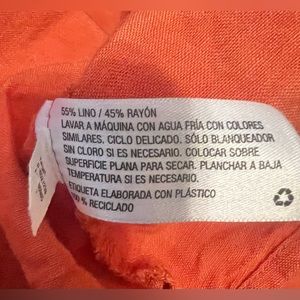 55% LINO / 45% RAYÓN
LAVAR A MÁQUINA CON AGUA FRÍA CON COLORES
SIMILARES. CICLO DELICADO. SÓLO BLANQUEADOR
SIN CLORO SI ES NECESARIO. COLOCAR SOBRE
SUPERFICIE PLANA PARA SECAR. PLANCHAR A BAJA
TEMPERATURA SI ES NECESARIO.
ETIQUETA ELABORADA CON PLÁSTICO
100 % RECICLADO